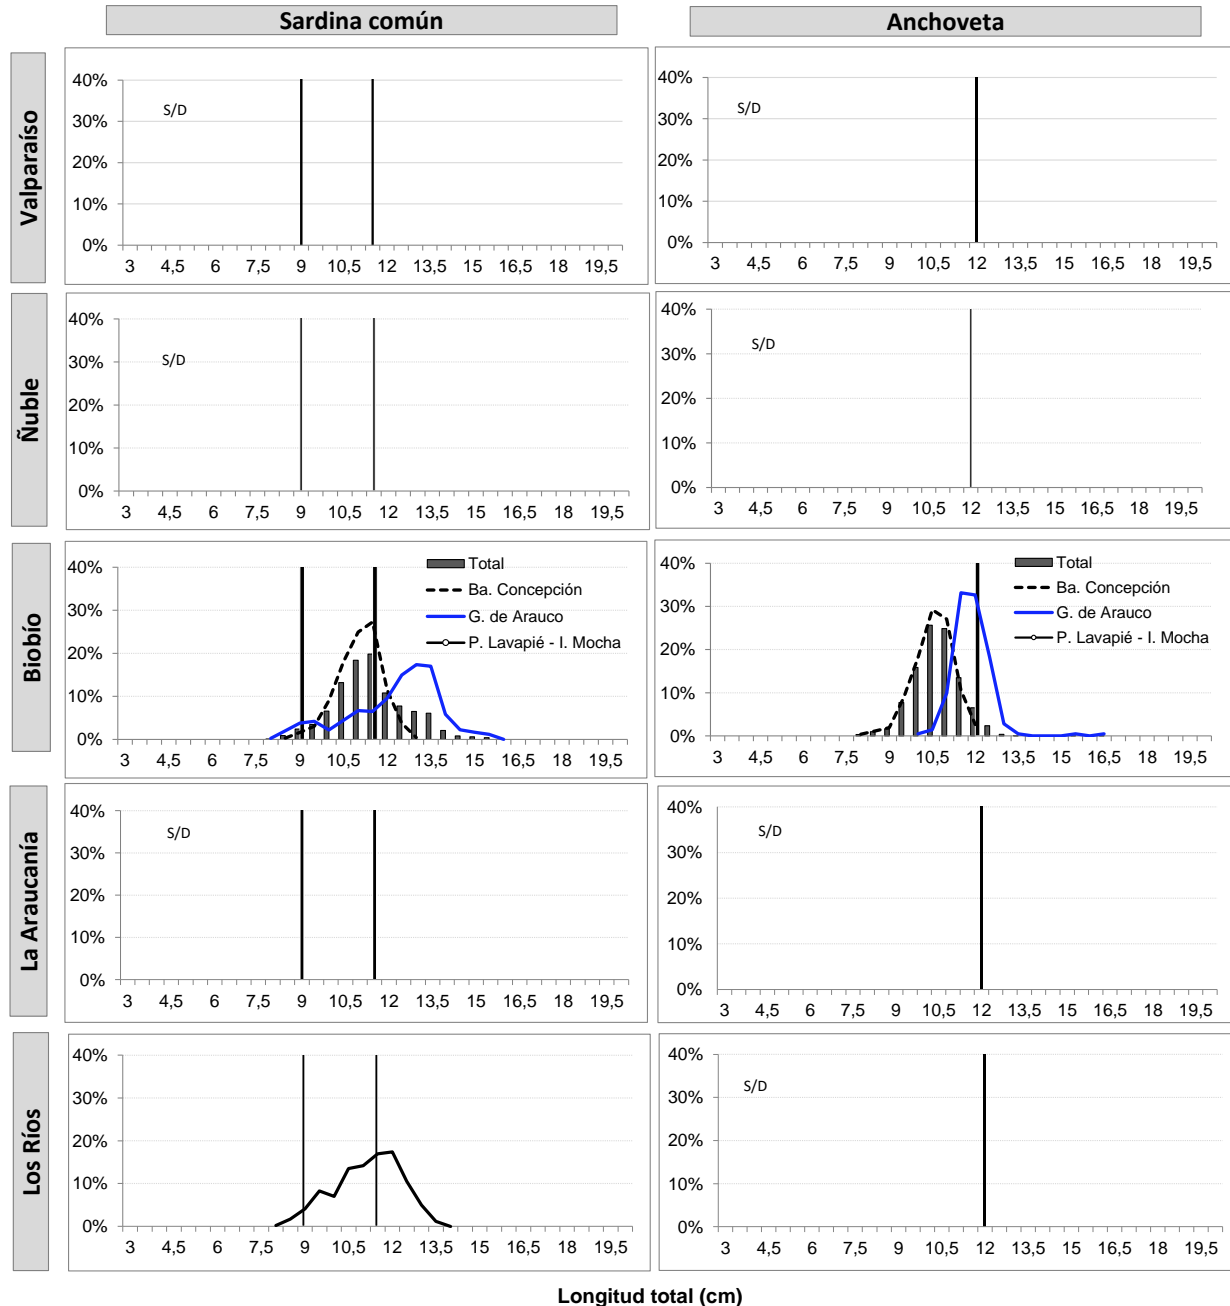 Sardina común
Anchoveta
Valparaíso
40%
30%
20%
10%
0%
S/D
3 4,5 6 7,5 9 10,5 12 13,5 15 16,5 18 19,5
40%
30%
20%
10%
0%
S/D
3 4,5 6 7,5 9 10,5 12 13,5 15 16,5 18 19,5
Ñuble
40%
30%
20%
10%
0%
S/D
3 4,5 6 7,5 9 10,5 12 13,5 15 16,5 18 19,5
40%
30%
20%
10%
0%
S/D
3 4,5 6 7,5 9 10,5 12 13,5 15 16,5 18 19,5
Biobío
40%
30%
20%
10%
0%
Total
Ba. Concepción
G. de Arauco
P. Lavapié - I. Mocha
3 4,5 6 7,5 9 10,5 12 13,5 15 16,5 18 19,5
40%
30%
20%
10%
0%
Total
Ba. Concepción
G. de Arauco
P. Lavapié - I. Mocha
3 4,5 6 7,5 9 10,5 12 13,5 15 16,5 18 19,5
La Araucanía
40%
30%
20%
10%
0%
S/D
3 4,5 6 7,5 9 10,5 12 13,5 15 16,5 18 19,5
40%
30%
20%
10%
0%
S/D
3 4,5 6 7,5 9 10,5 12 13,5 15 16,5 18 19,5
Los Ríos
40%
30%
20%
10%
0%
3 4,5 6 7,5 9 10,5 12 13,5 15 16,5 18 19,5
40%
30%
20%
10%
0%
S/D
3 4,5 6 7,5 9 10,5 12 13,5 15 16,5 18 19,5
Longitud total (cm)